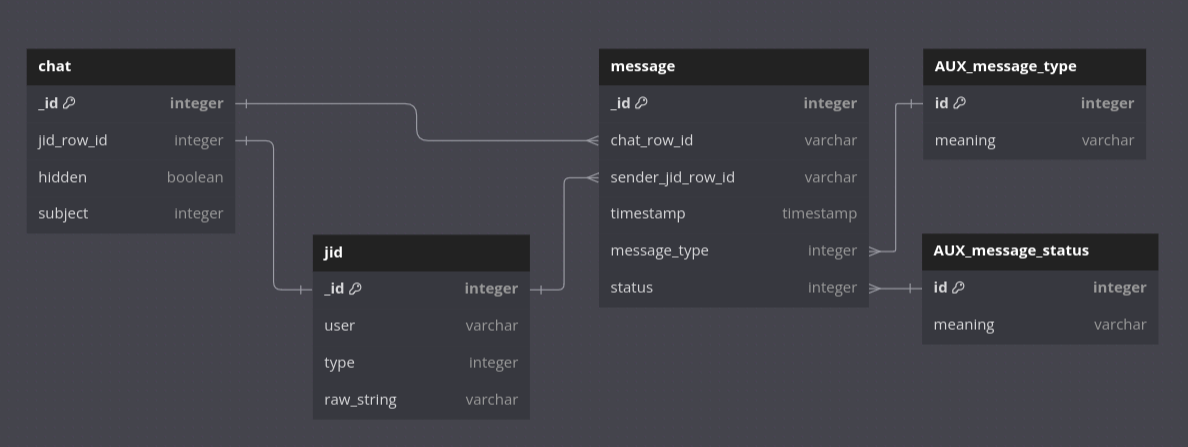 chat
_id integer
jid_row_id integer
hidden boolean
subject integer
jid
_id integer
user varchar
type integer
raw_string varchar
message
_id integer
chat_row_id varchar
sender_jid_row_id varchar
timestamp timestamp
message_type integer
status integer
AUX_message_type
id integer
meaning varchar
AUX_message_status
id integer
meaning varchar